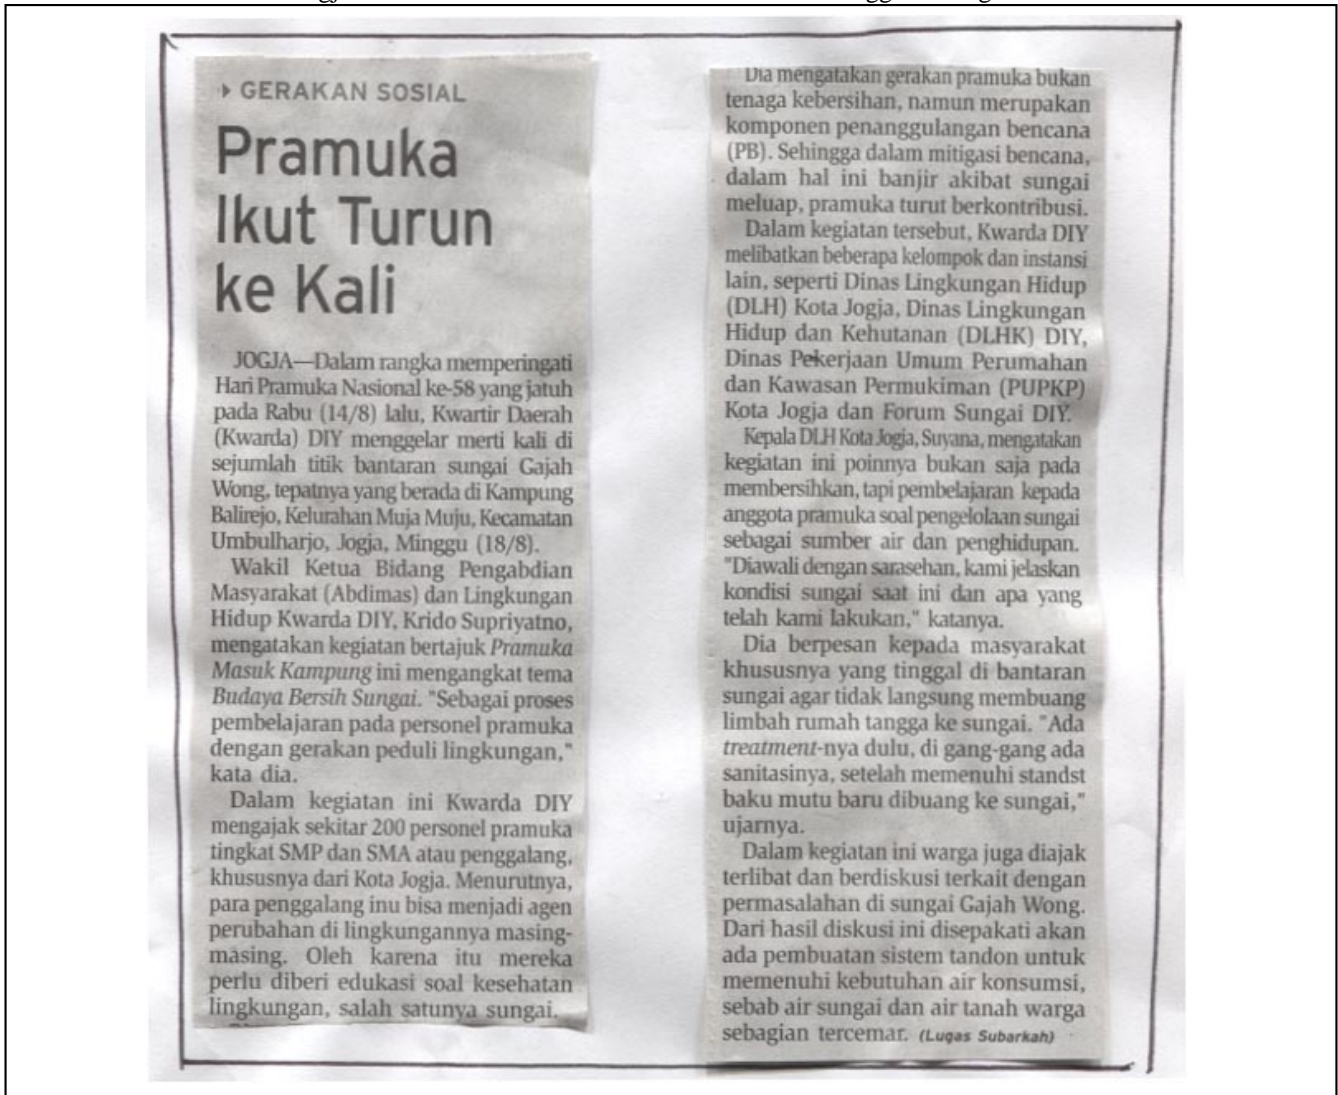 GERAKAN SOSIAL
Pramuka
Ikut Turun
ke Kali
JOGJA—Dalam rangka memperingati
Hari Pramuka Nasional ke-58 yang jatuh
pada Rabu (14/8) lalu, Kwartir Daerah
(Kwarda) DIY menggelar merti kali di
sejumlah titik bantaran sungai Gajah
Wong, tepatnya yang berada di Kampung
Balirejo, Kelurahan Muja Muju, Kecamatan
Umbulharjo, Jogja, Minggu (18/8).
Wakil Ketua Bidang Pengabdian
Masyarakat (Abdimas) dan Lingkungan
Hidup Kwarda DIY, Krido Supriyatno,
mengatakan kegiatan bertajuk Pramuka
Masuk Kampung ini mengangkat tema
Budaya Bersih Sungai. "Sebagai proses
pembelajaran pada personel pramuka
dengan gerakan peduli lingkungan,"
kata dia.
Dalam kegiatan ini Kwarda DIY
mengajak sekitar 200 personel pramuka
tingkat SMP dan SMA atau penggalang,
khususnya dari Kota Jogja. Menurutnya,
para penggalang inu bisa menjadi agen
perubahan di lingkungannya masing-
masing. Oleh karena itu mereka
perlu diberi edukasi soal kesehatan
lingkungan, salah satunya sungai.
Dia mengatakan gerakan pramuka bukan
tenaga kebersihan, namun merupakan
komponen penanggulangan bencana
(PB). Sehingga dalam mitigasi bencana,
dalam hal ini banjir akibat sungai
meluap, pramuka turut berkontribusi.
Dalam kegiatan tersebut, Kwarda DIY
melibatkan beberapa kelompok dan instansi
lain, seperti Dinas Lingkungan Hidup
(DLH) Kota Jogja, Dinas Lingkungan
Hidup dan Kehutanan (DLHK) DIY,
Dinas Pekerjaan Umum Perumahan
dan Kawasan Permukiman (PUPKP)
Kota Jogja dan Forum Sungai DIY.
Kepala DLH Kota Jogja, Suyana, mengatakan
kegiatan ini poinnya bukan saja pada
membersihkan, tapi pembelajaran kepada
anggota pramuka soal pengelolaan sungai
sebagai sumber air dan penghidupan.
"Diawali dengan sarasehan, kami jelaskan
kondisi sungai saat ini dan apa yang
telah kami lakukan," katanya.
Dia berpesan kepada masyarakat
khususnya yang tinggal di bantaran
sungai agar tidak langsung membuang
limbah rumah tangga ke sungai. "Ada
treatment-nya dulu, di gang-gang ada
sanitasinya, setelah memenuhi standst
baku mutu baru dibuang ke sungai,"
ujarnya.
Dalam kegiatan ini warga juga diajak
terlibat dan berdiskusi terkait dengan
permasalahan di sungai Gajah Wong.
Dari hasil diskusi ini disepakati akan
ada pembuatan sistem tandon untuk
memenuhi kebutuhan air konsumsi,
sebab air sungai dan air tanah warga
sebagian tercemar. (Lugas Subarkah)